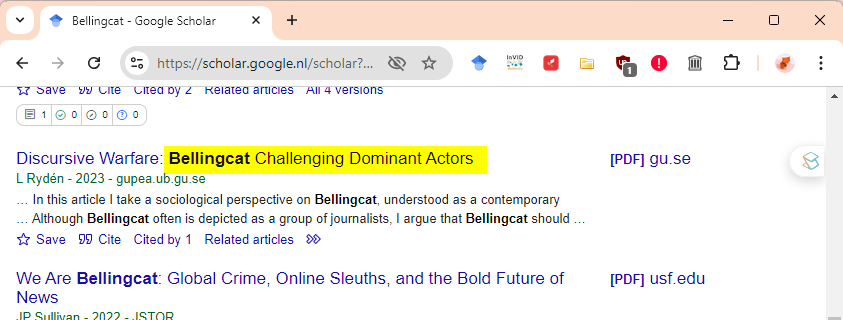 Bellingcat - Google Scholar
https://scholar.google.nl/scholar?...
InVID
1
Save Cite Cited by 2 Related articles All 4 versions
1 0 0 0
Discursive Warfare: Bellingcat Challenging Dominant Actors [PDF] gu.se
L Rydén - 2023 - gupea.ub.gu.se
... In this article I take a sociological perspective on Bellingcat, understood as a contemporary
... Although Bellingcat often is depicted as a group of journalists, I argue that Bellingcat should ...
Save Cite Cited by 1 Related articles
We Are Bellingcat: Global Crime, Online Sleuths, and the Bold Future of [PDF] usf.edu
News
JP Sullivan - 2022 - JSTOR